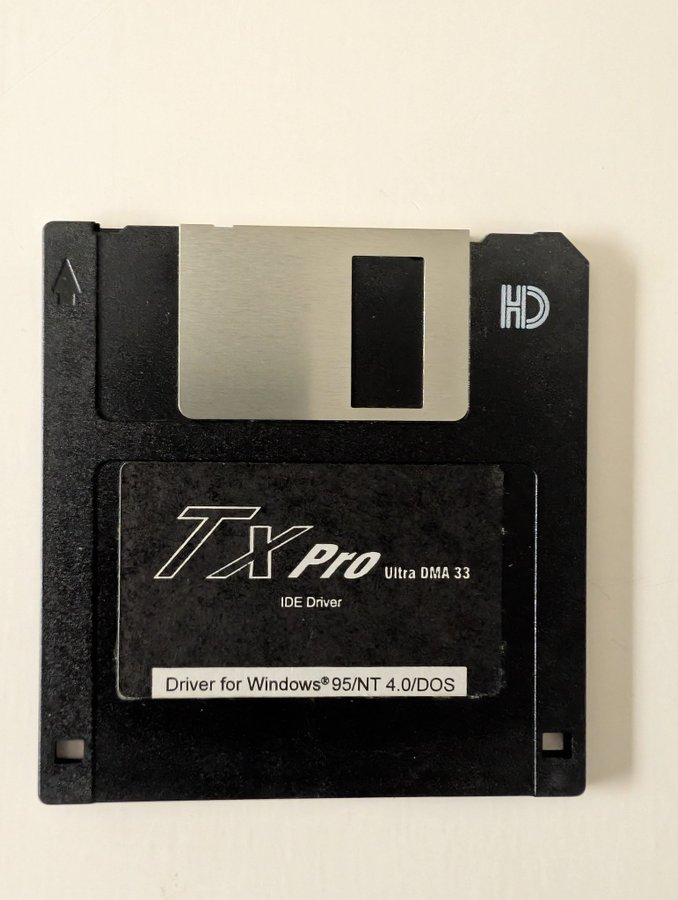 HD
TX Pro Ultra DMA 33
IDE Driver
Driver for Windows® 95/NT 4.0/DOS